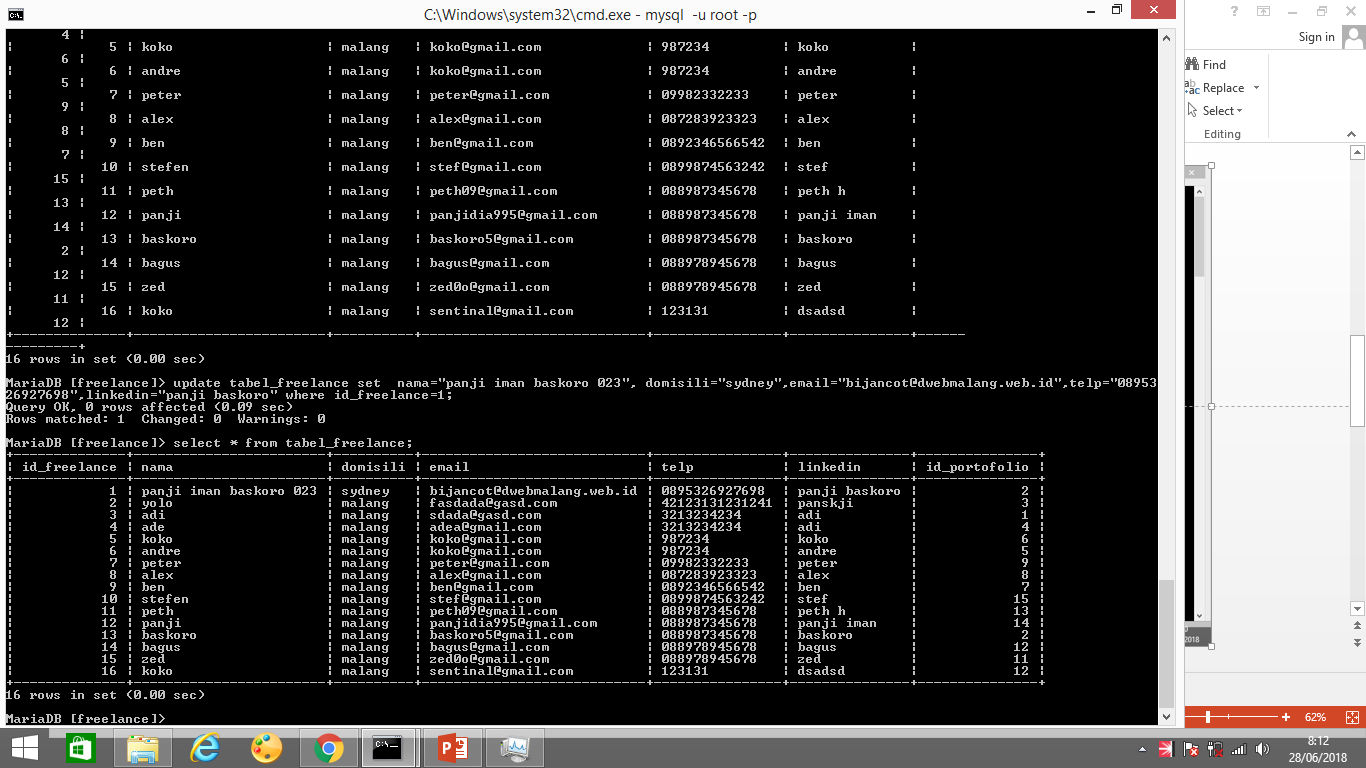 C:\Windows\system32\cmd.exe - mysql  -u root -p
4 ¦
¦           5 ¦ koko                   ¦ malang   ¦ koko@gmail.com             ¦ 987234         ¦ koko           ¦
6 ¦
¦           6 ¦ andre                  ¦ malang   ¦ koko@gmail.com             ¦ 987234         ¦ andre          ¦
5 ¦
¦           7 ¦ peter                  ¦ malang   ¦ peter@gmail.com            ¦ 09982332233    ¦ peter          ¦
9 ¦
¦           8 ¦ alex                   ¦ malang   ¦ alex@gmail.com             ¦ 087283923323   ¦ alex           ¦
8 ¦
¦           9 ¦ ben                    ¦ malang   ¦ ben@gmail.com              ¦ 0892346566542  ¦ ben            ¦
7 ¦
¦          10 ¦ stefen                 ¦ malang   ¦ stef@gmail.com             ¦ 0899874563242  ¦ stef           ¦
15 ¦
¦          11 ¦ peth                   ¦ malang   ¦ peth09@gmail.com           ¦ 088987345678   ¦ peth h         ¦
13 ¦
¦          12 ¦ panji                  ¦ malang   ¦ panjidia995@gmail.com      ¦ 088987345678   ¦ panji iman     ¦
14 ¦
¦          13 ¦ baskoro                ¦ malang   ¦ baskoro5@gmail.com         ¦ 088987345678   ¦ baskoro        ¦
2 ¦
¦          14 ¦ bagus                  ¦ malang   ¦ bagus@gmail.com            ¦ 088978945678   ¦ bagus          ¦
12 ¦
¦          15 ¦ zed                    ¦ malang   ¦ zed0o@gmail.com            ¦ 088978945678   ¦ zed            ¦
11 ¦
¦          16 ¦ koko                   ¦ malang   ¦ sentinal@gmail.com         ¦ 123131         ¦ dsadsd         ¦
12 ¦
16 rows in set (0.00 sec)
MariaDB [freelance]> update tabel_freelance set  nama="panji iman baskoro 023", domisili="sydney",email="bijancot@dwebmalang.web.id",telp="08953
26927698",linkedin="panji baskoro" where id_freelance=1;
Query OK, 0 rows affected (0.09 sec)
Rows matched: 1  Changed: 0  Warnings: 0
MariaDB [freelance]> select * from tabel_freelance;
¦ id_freelance ¦ nama                   ¦ domisili ¦ email                      ¦ telp           ¦ linkedin      ¦ id_portofolio ¦
¦            1 ¦ panji iman baskoro 023 ¦ sydney   ¦ bijancot@dwebmalang.web.id ¦ 0895326927698  ¦ panji baskoro ¦             2 ¦
¦            2 ¦ yolo                   ¦ malang   ¦ fasdada@gasd.com           ¦ 42123131231241 ¦ panskji       ¦             3 ¦
¦            3 ¦ adi                    ¦ malang   ¦ sdada@gasd.com             ¦ 3213234234     ¦ adi           ¦             1 ¦
¦            4 ¦ ade                    ¦ malang   ¦ adea@gmail.com             ¦ 3213234234     ¦ adi           ¦             4 ¦
¦            5 ¦ koko                   ¦ malang   ¦ koko@gmail.com             ¦ 987234         ¦ koko          ¦             6 ¦
¦            6 ¦ andre                  ¦ malang   ¦ koko@gmail.com             ¦ 987234         ¦ andre         ¦             5 ¦
¦            7 ¦ peter                  ¦ malang   ¦ peter@gmail.com            ¦ 09982332233    ¦ peter         ¦             9 ¦
¦            8 ¦ alex                   ¦ malang   ¦ alex@gmail.com             ¦ 087283923323   ¦ alex          ¦             8 ¦
¦            9 ¦ ben                    ¦ malang   ¦ ben@gmail.com              ¦ 0892346566542  ¦ ben           ¦             7 ¦
¦           10 ¦ stefen                 ¦ malang   ¦ stef@gmail.com             ¦ 0899874563242  ¦ stef          ¦            15 ¦
¦           11 ¦ peth                   ¦ malang   ¦ peth09@gmail.com           ¦ 088987345678   ¦ peth h        ¦            13 ¦
¦           12 ¦ panji                  ¦ malang   ¦ panjidia995@gmail.com      ¦ 088987345678   ¦ panji iman    ¦            14 ¦
¦           13 ¦ baskoro                ¦ malang   ¦ baskoro5@gmail.com         ¦ 088987345678   ¦ baskoro       ¦             2 ¦
¦           14 ¦ bagus                  ¦ malang   ¦ bagus@gmail.com            ¦ 088978945678   ¦ bagus         ¦            12 ¦
¦           15 ¦ zed                    ¦ malang   ¦ zed0o@gmail.com            ¦ 088978945678   ¦ zed           ¦            11 ¦
¦           16 ¦ koko                   ¦ malang   ¦ sentinal@gmail.com         ¦ 123131         ¦ dsadsd        ¦            12 ¦
16 rows in set (0.00 sec)
MariaDB [freelance]>
Sign in
Find
Replace
Select
Editing
2018
62%
8:12
28/06/2018